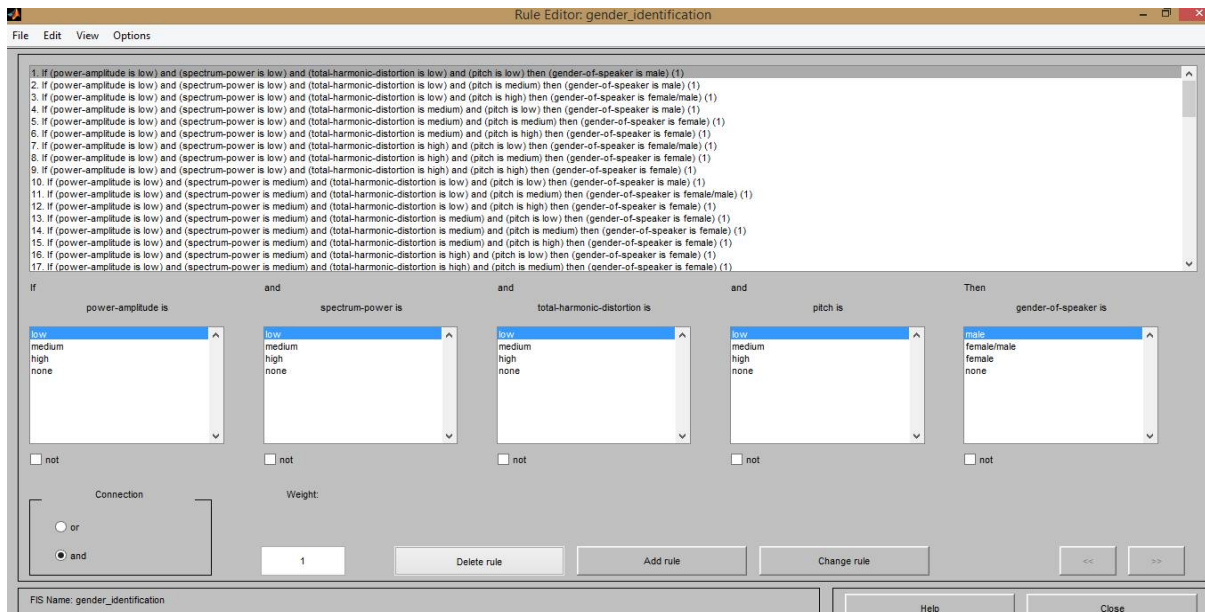 Rule Editor: gender_identification
File Edit View Options
1. If (power-amplitude is low) and (spectrum-power is low) and (total-harmonic-distortion is low) and (pitch is low) then (gender-of-speaker is male) (1)
2. If (power-amplitude is low) and (spectrum-power is low) and (total-harmonic-distortion is low) and (pitch is medium) then (gender-of-speaker is male) (1)
3. If (power-amplitude is low) and (spectrum-power is low) and (total-harmonic-distortion is low) and (pitch is high) then (gender-of-speaker is female/male) (1)
4. If (power-amplitude is low) and (spectrum-power is low) and (total-harmonic-distortion is medium) and (pitch is low) then (gender-of-speaker is male) (1)
5. If (power-amplitude is low) and (spectrum-power is low) and (total-harmonic-distortion is medium) and (pitch is medium) then (gender-of-speaker is female/male) (1)
6. If (power-amplitude is low) and (spectrum-power is low) and (total-harmonic-distortion is medium) and (pitch is high) then (gender-of-speaker is female) (1)
7. If (power-amplitude is low) and (spectrum-power is low) and (total-harmonic-distortion is high) and (pitch is low) then (gender-of-speaker is female/male) (1)
8. If (power-amplitude is low) and (spectrum-power is low) and (total-harmonic-distortion is high) and (pitch is medium) then (gender-of-speaker is female) (1)
9. If (power-amplitude is low) and (spectrum-power is low) and (total-harmonic-distortion is high) and (pitch is high) then (gender-of-speaker is female) (1)
10. If (power-amplitude is low) and (spectrum-power is medium) and (total-harmonic-distortion is low) and (pitch is low) then (gender-of-speaker is male) (1)
11. If (power-amplitude is low) and (spectrum-power is medium) and (total-harmonic-distortion is low) and (pitch is medium) then (gender-of-speaker is female/male) (1)
12. If (power-amplitude is low) and (spectrum-power is medium) and (total-harmonic-distortion is low) and (pitch is high) then (gender-of-speaker is female) (1)
13. If (power-amplitude is low) and (spectrum-power is medium) and (total-harmonic-distortion is medium) and (pitch is low) then (gender-of-speaker is female) (1)
14. If (power-amplitude is low) and (spectrum-power is medium) and (total-harmonic-distortion is medium) and (pitch is medium) then (gender-of-speaker is female) (1)
15. If (power-amplitude is low) and (spectrum-power is medium) and (total-harmonic-distortion is medium) and (pitch is high) then (gender-of-speaker is female) (1)
16. If (power-amplitude is low) and (spectrum-power is medium) and (total-harmonic-distortion is high) and (pitch is low) then (gender-of-speaker is female) (1)
17. If (power-amplitude is low) and (spectrum-power is medium) and (total-harmonic-distortion is high) and (pitch is medium) then (gender-of-speaker is female) (1)
If and and and Then
power-amplitude is spectrum-power is total-harmonic-distortion is pitch is gender-of-speaker is
low low low low male
medium medium medium medium female/male
high high high high female
none none none none none
not not not not not
Connection Weight:
or
and 1 Delete rule Add rule Change rule << >>
FIS Name: gender_identification Help Close